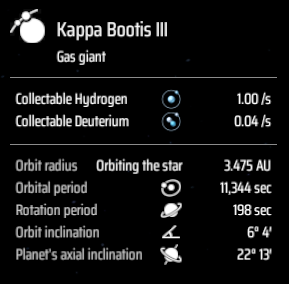 Kappa Bootis III
Gas giant
Collectable Hydrogen 1.00 /s
Collectable Deuterium 0.04 /s
Orbit radius Orbiting the star 3.475 AU
Orbital period 11,344 sec
Rotation period 198 sec
Orbit inclination 6° 4'
Planet's axial inclination 22° 13'